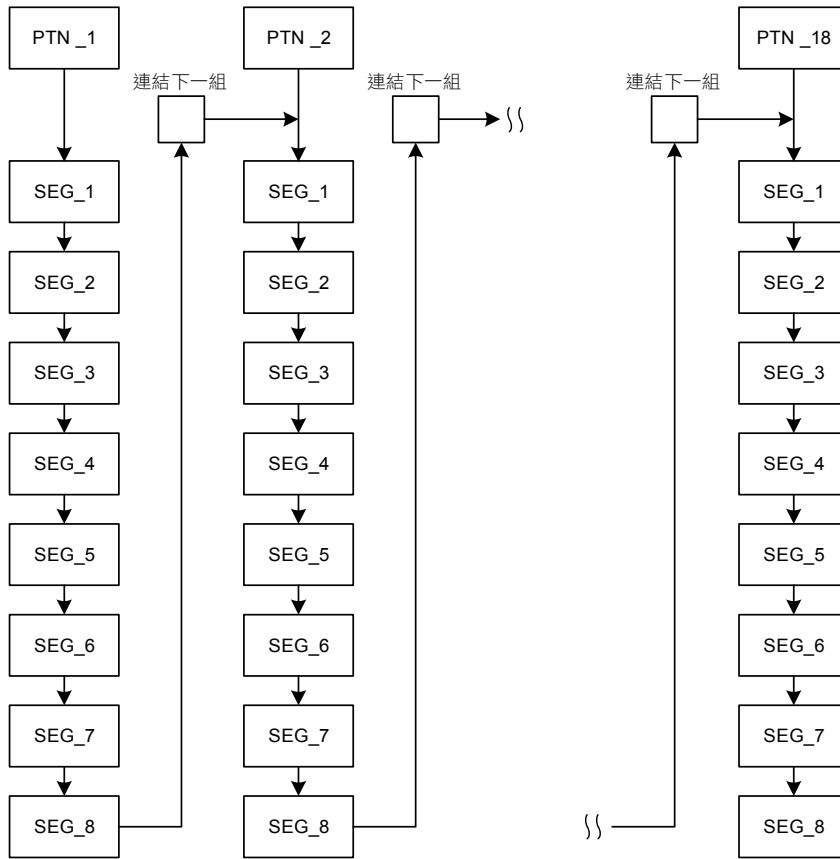 PTN _1
PTN _2
PTN _18
連結下一組
連結下一組
連結下一組
SEG_1
SEG_1
SEG_1
SEG_2
SEG_2
SEG_2
SEG_3
SEG_3
SEG_3
SEG_4
SEG_4
SEG_4
SEG_5
SEG_5
SEG_5
SEG_6
SEG_6
SEG_6
SEG_7
SEG_7
SEG_7
SEG_8
SEG_8
SEG_8